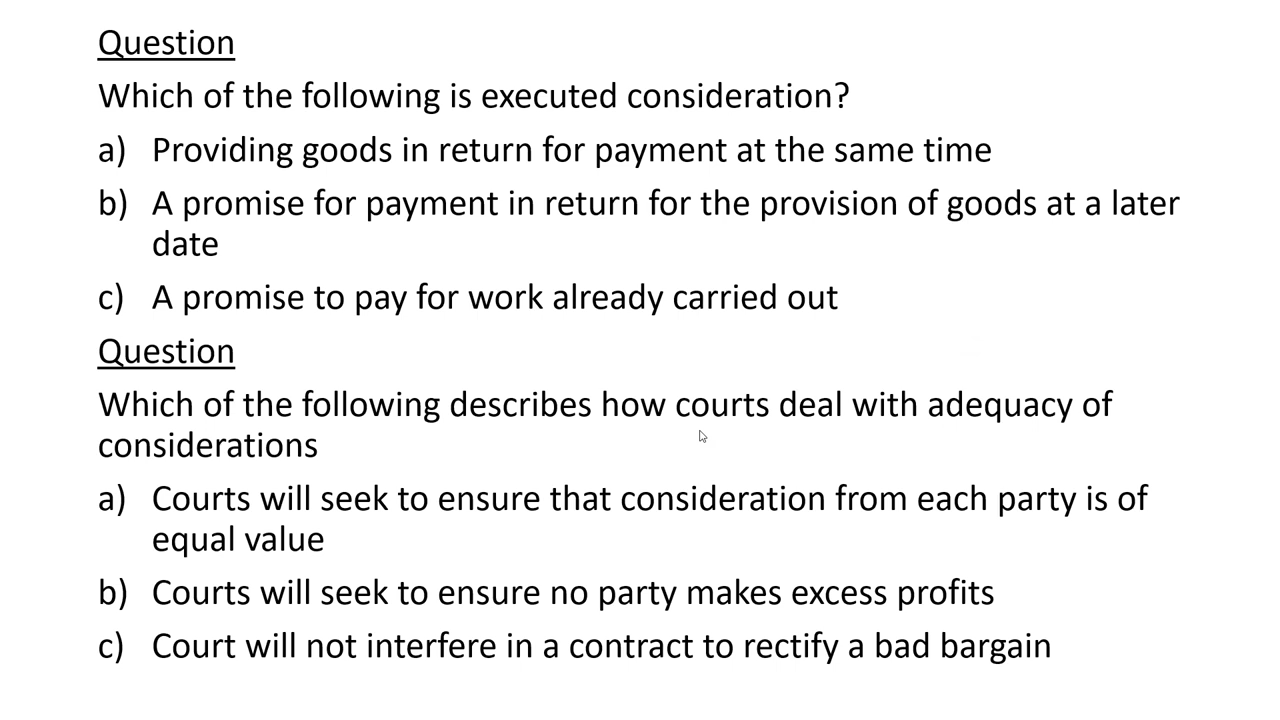 Question
Which of the following is executed consideration?
a) Providing goods in return for payment at the same time
b) A promise for payment in return for the provision of goods at a later
date
c) A promise to pay for work already carried out
Question
Which of the following describes how courts deal with adequacy of
considerations
a) Courts will seek to ensure that consideration from each party is of
equal value
b) Courts will seek to ensure no party makes excess profits
c) Court will not interfere in a contract to rectify a bad bargain